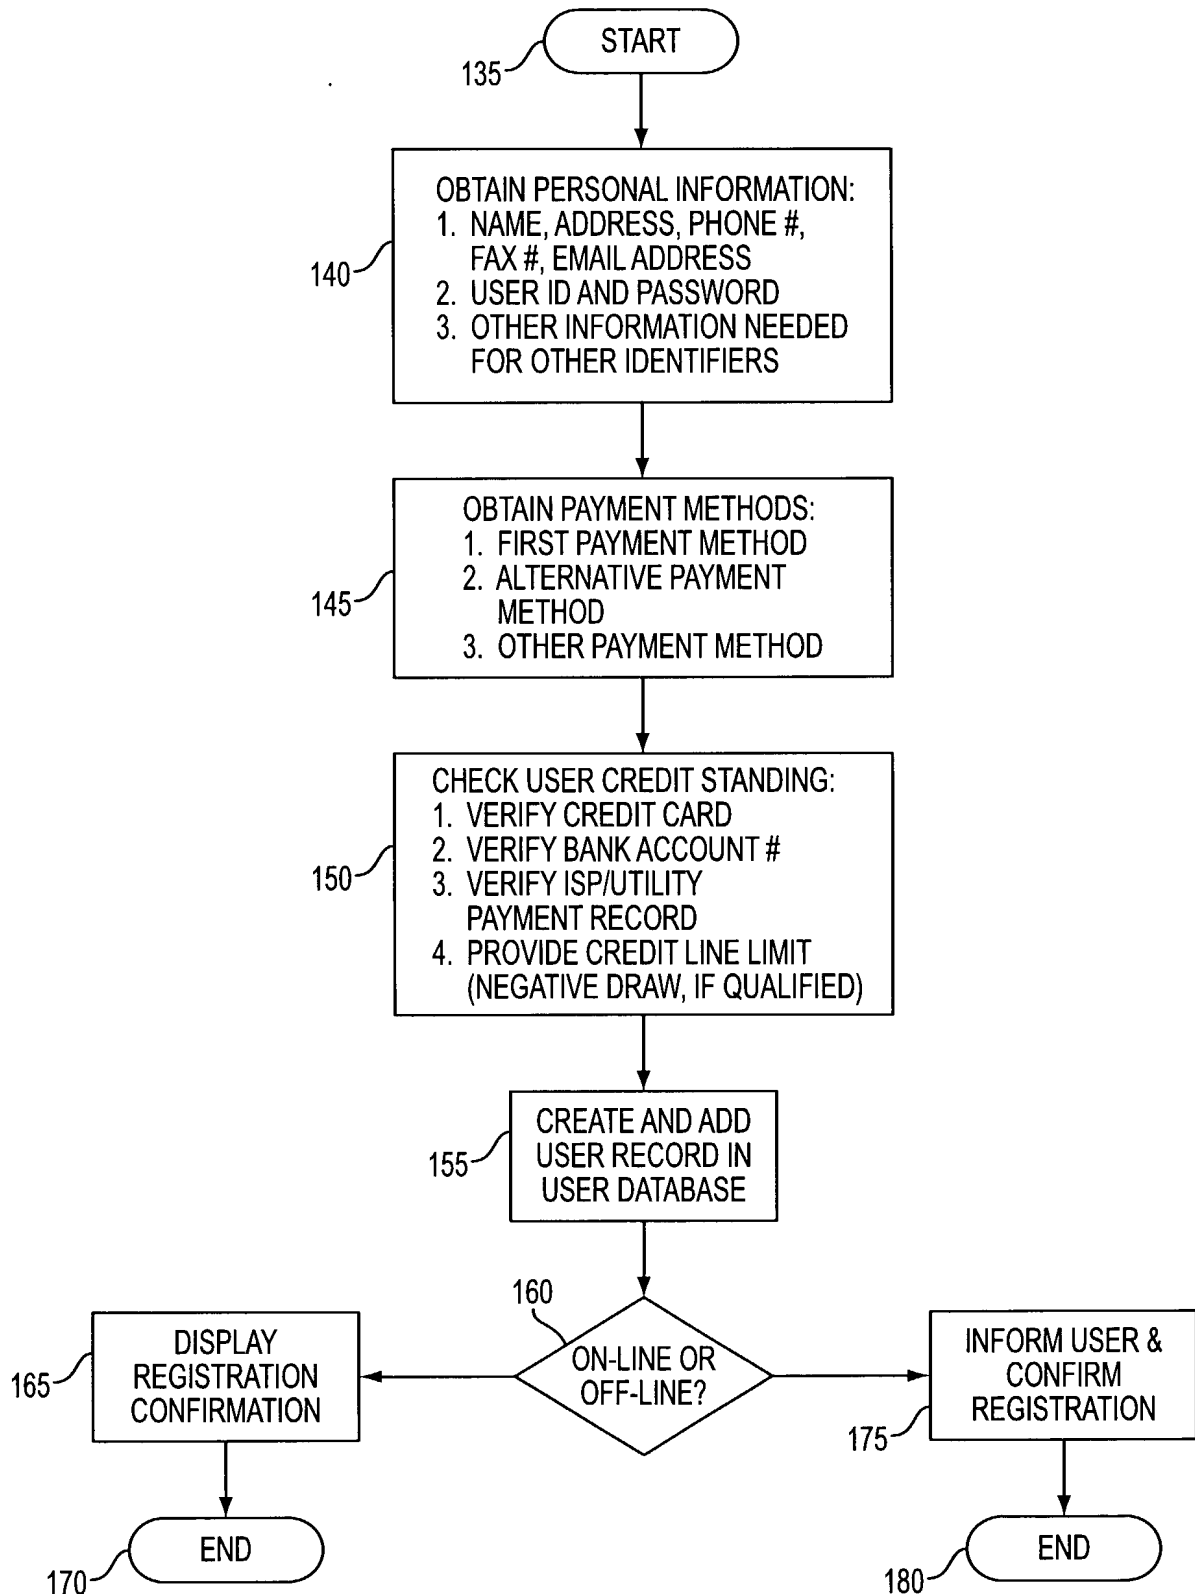 START
135
OBTAIN PERSONAL INFORMATION:
1. NAME, ADDRESS, PHONE #,
FAX #, EMAIL ADDRESS
2. USER ID AND PASSWORD
3. OTHER INFORMATION NEEDED
FOR OTHER IDENTIFIERS
140
OBTAIN PAYMENT METHODS:
1. FIRST PAYMENT METHOD
2. ALTERNATIVE PAYMENT
METHOD
3. OTHER PAYMENT METHOD
145
CHECK USER CREDIT STANDING:
1. VERIFY CREDIT CARD
2. VERIFY BANK ACCOUNT #
3. VERIFY ISP/UTILITY
PAYMENT RECORD
4. PROVIDE CREDIT LINE LIMIT
(NEGATIVE DRAW, IF QUALIFIED)
150
CREATE AND ADD
USER RECORD IN
USER DATABASE
155
160
ON-LINE OR
OFF-LINE?
DISPLAY
REGISTRATION
CONFIRMATION
165
INFORM USER &
CONFIRM
REGISTRATION
175
END
170
END
180